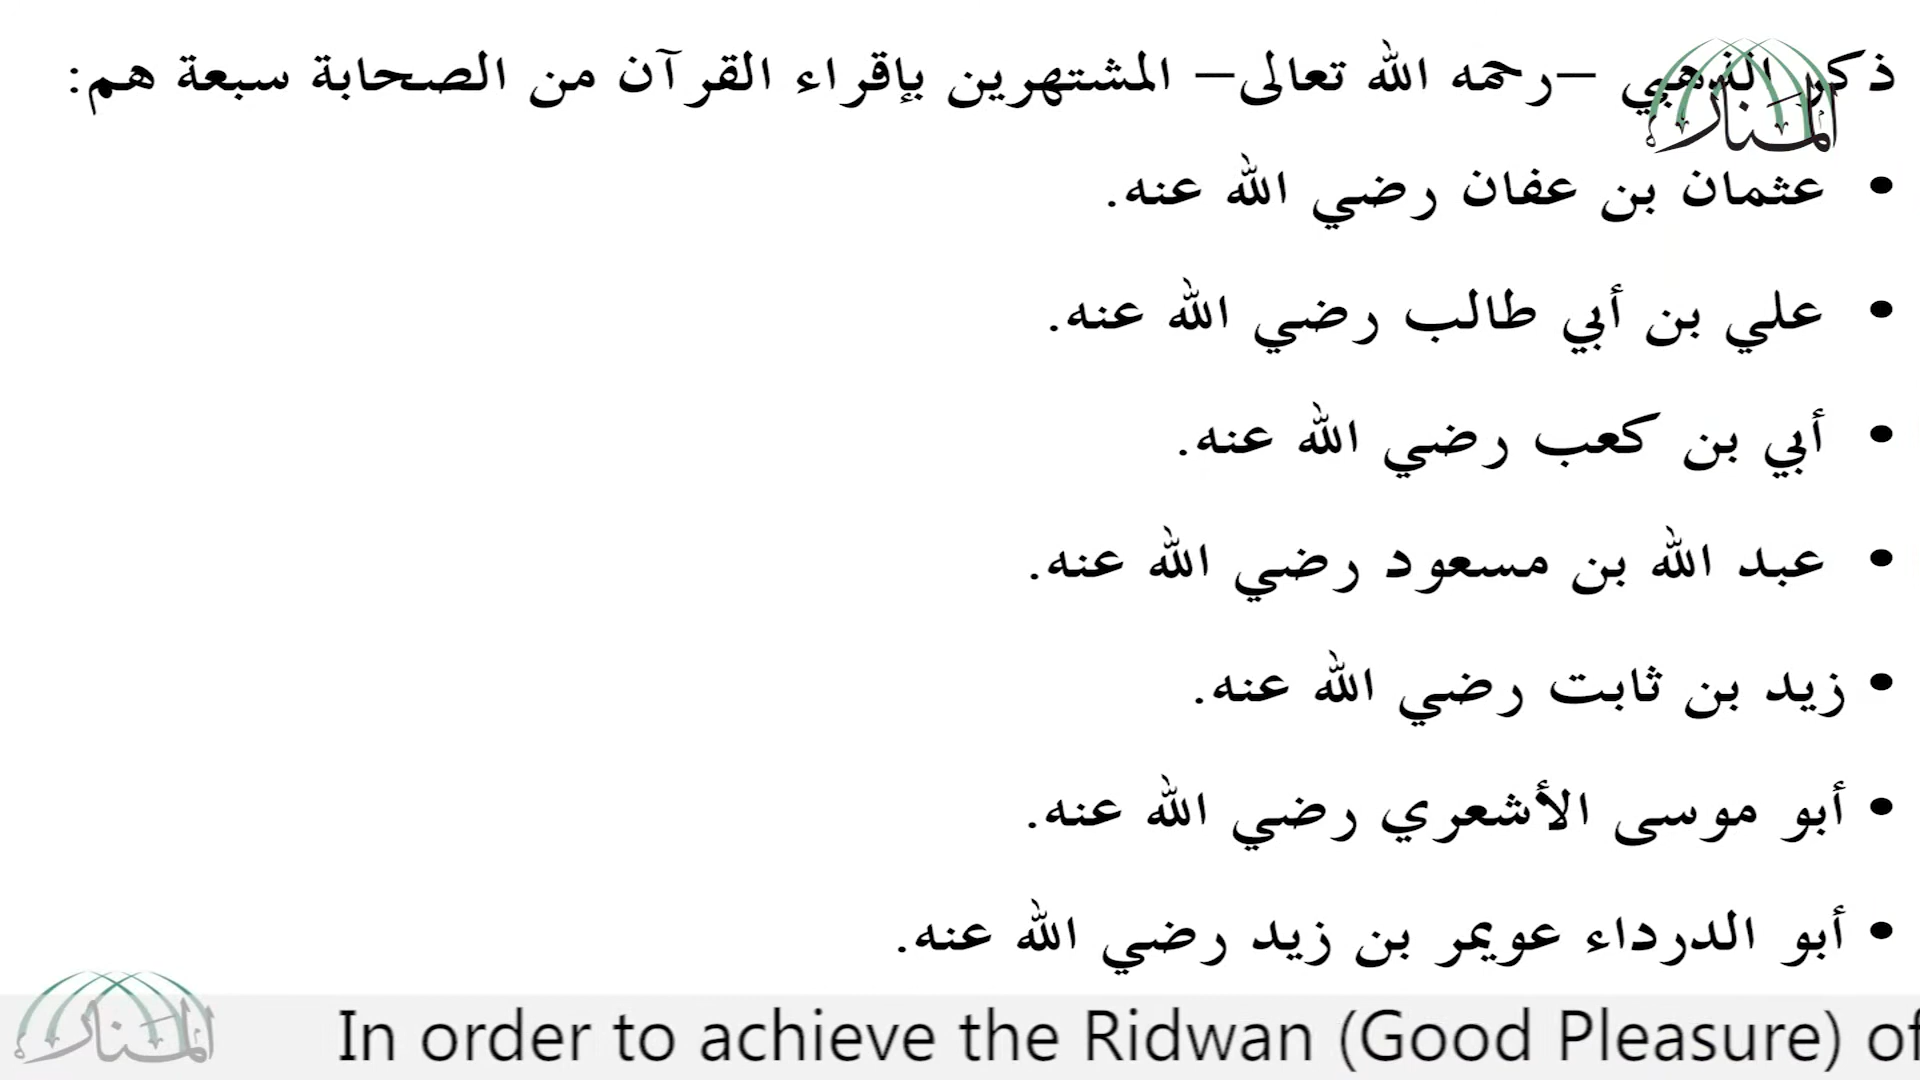 ذكر الذهبي –رحمه الله تعالى– المشتهرين بإقراء القرآن من الصحابة سبعة هم:
المنار
• عثمان بن عفان رضي الله عنه.
• علي بن أبي طالب رضي الله عنه.
• أبي بن كعب رضي الله عنه.
• عبد الله بن مسعود رضي الله عنه.
• زيد بن ثابت رضي الله عنه.
• أبو موسى الأشعري رضي الله عنه.
• أبو الدرداء عويمر بن زيد رضي الله عنه.
المنار
In order to achieve the Ridwan (Good Pleasure) of